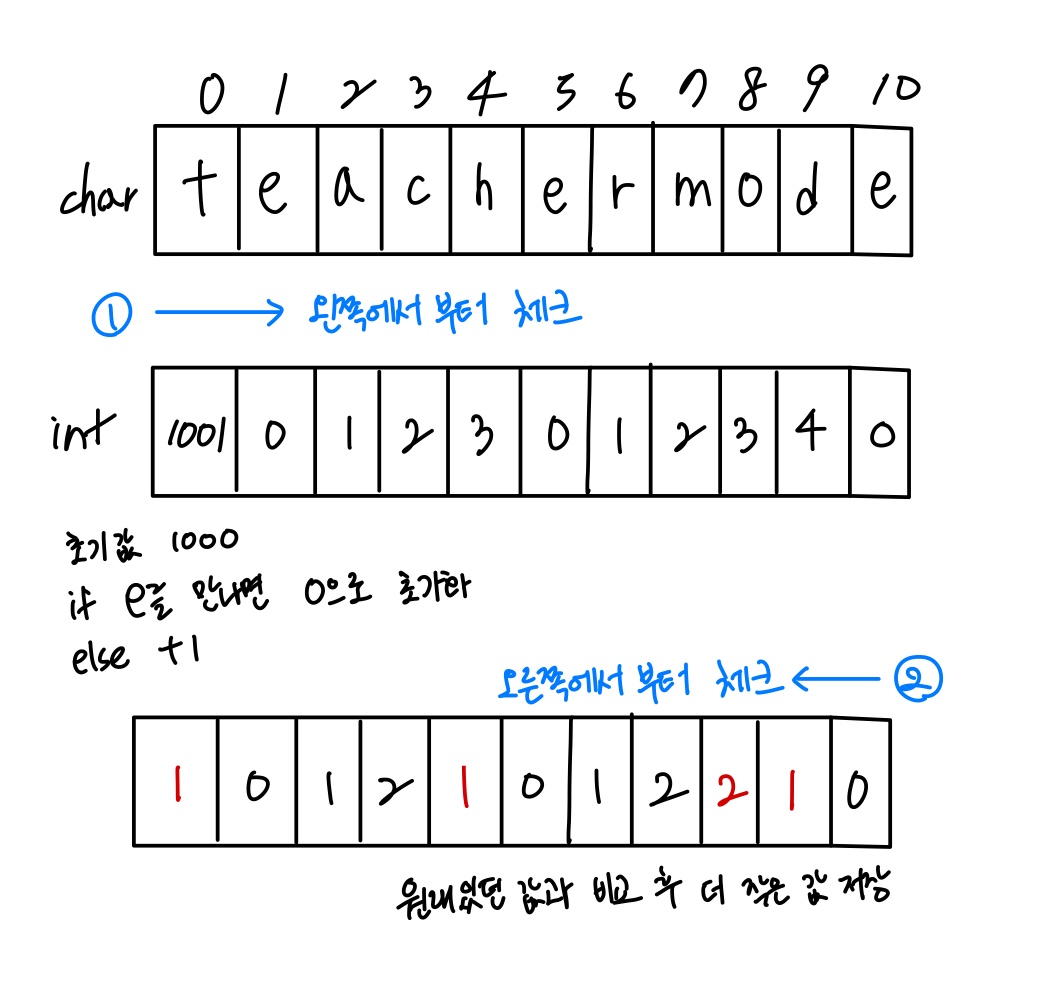 0 1 2 3 4 5 6 7 8 9 10
char t e a c h e r m o d e
① → 왼쪽에서 부터 체크
int 1001 0 1 2 3 0 1 2 3 4 0
초기값 1000
if e를 만나면 0으로 초기화
else +1
오른쪽에서 부터 체크 ← ②
1 0 1 2 1 0 1 2 2 1 0
원래있던 값과 비교 후 더 작은 값 저장